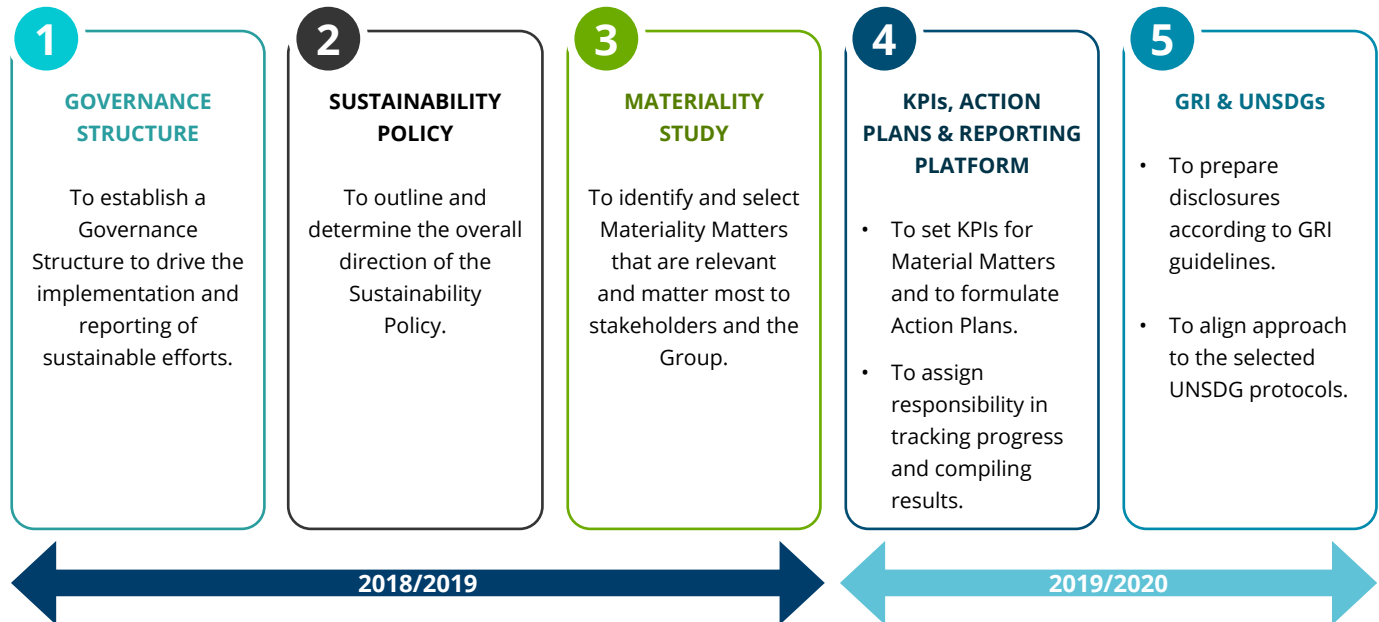 1
GOVERNANCE
STRUCTURE
To establish a
Governance
Structure to drive the
implementation and
reporting of
sustainable efforts.
2
SUSTAINABILITY
POLICY
To outline and
determine the overall
direction of the
Sustainability
Policy.
3
MATERIALITY
STUDY
To identify and select
Materiality Matters
that are relevant
and matter most to
stakeholders and the
Group.
4
KPIs, ACTION
PLANS & REPORTING
PLATFORM
• To set KPIs for
Material Matters
and to formulate
Action Plans.
• To assign
responsibility in
tracking progress
and compiling
results.
5
GRI & UNSDGs
• To prepare
disclosures
according to GRI
guidelines.
• To align approach
to the selected
UNSDG protocols.
2018/2019
2019/2020